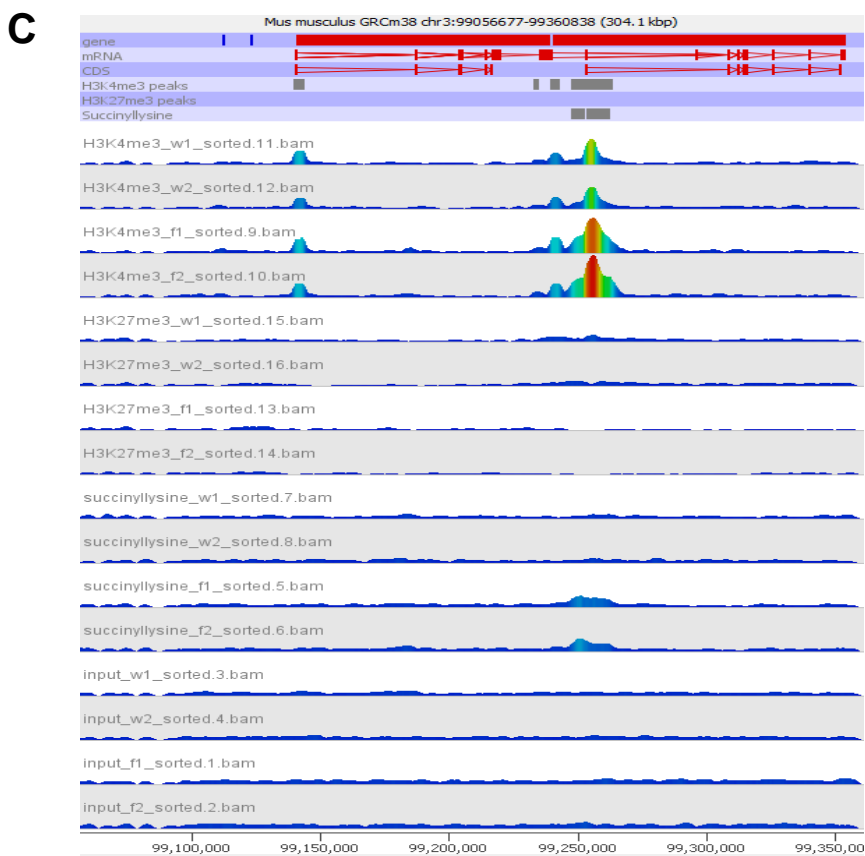 C
Mus musculus GRCm38 chr3:99056677-99360838 (304.1 kbp)
gene
mRNA
CDS
H3K4me3 peaks
H3K27me3 peaks
Succinyllysine
H3K4me3_w1_sorted.11.bam
H3K4me3_w2_sorted.12.bam
H3K4me3_f1_sorted.9.bam
H3K4me3_f2_sorted.10.bam
H3K27me3_w1_sorted.15.bam
H3K27me3_w2_sorted.16.bam
H3K27me3_f1_sorted.13.bam
H3K27me3_f2_sorted.14.bam
succinyllysine_w1_sorted.7.bam
succinyllysine_w2_sorted.8.bam
succinyllysine_f1_sorted.5.bam
succinyllysine_f2_sorted.6.bam
input_w1_sorted.3.bam
input_w2_sorted.4.bam
input_f1_sorted.1.bam
input_f2_sorted.2.bam
99,100,000 99,150,000 99,200,000 99,250,000 99,300,000 99,350,0